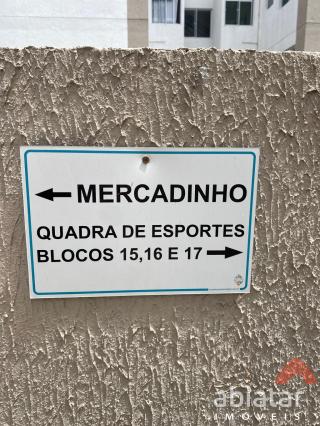 ← MERCADINHO
QUADRA DE ESPORTES
BLOCOS 15,16 E 17 →
abiatar
IMÓVEIS